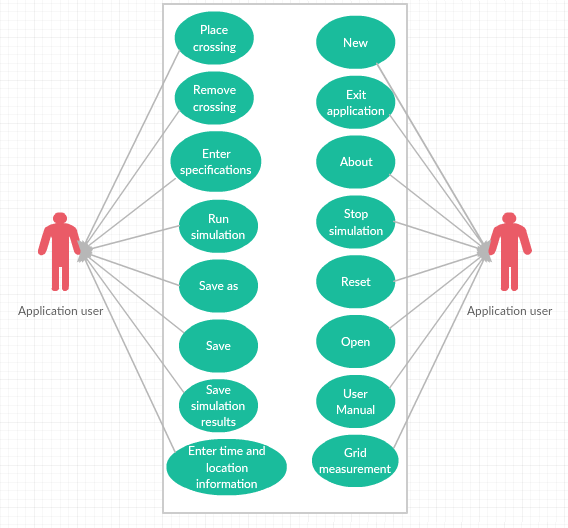 Place
crossing
Remove
crossing
Enter
specifications
Run
simulation
Save as
Save
Save
simulation
results
Enter time and
location
information
New
Exit
application
About
Stop
simulation
Reset
Open
User
Manual
Grid
measurement
Application user
Application user